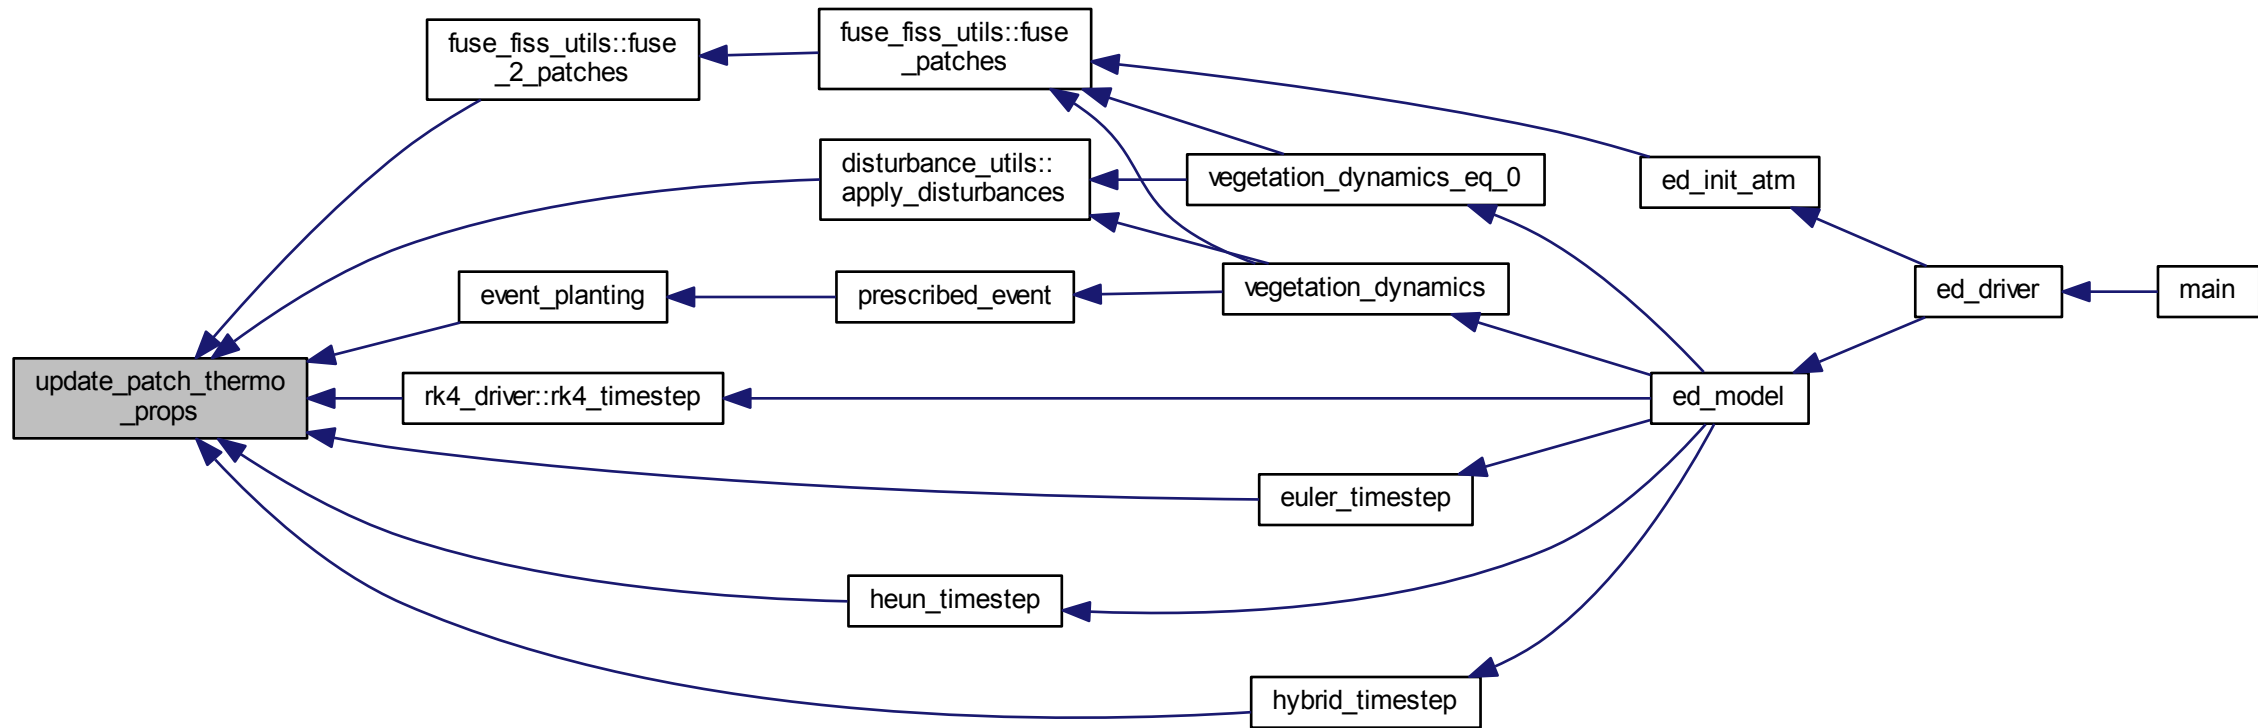 fuse_fiss_utils::fuse
_2_patches
fuse_fiss_utils::fuse
_patches
disturbance_utils::
apply_disturbances
vegetation_dynamics_eq_0
ed_init_atm
event_planting
prescribed_event
vegetation_dynamics
ed_driver
main
update_patch_thermo
_props
rk4_driver::rk4_timestep
ed_model
euler_timestep
heun_timestep
hybrid_timestep